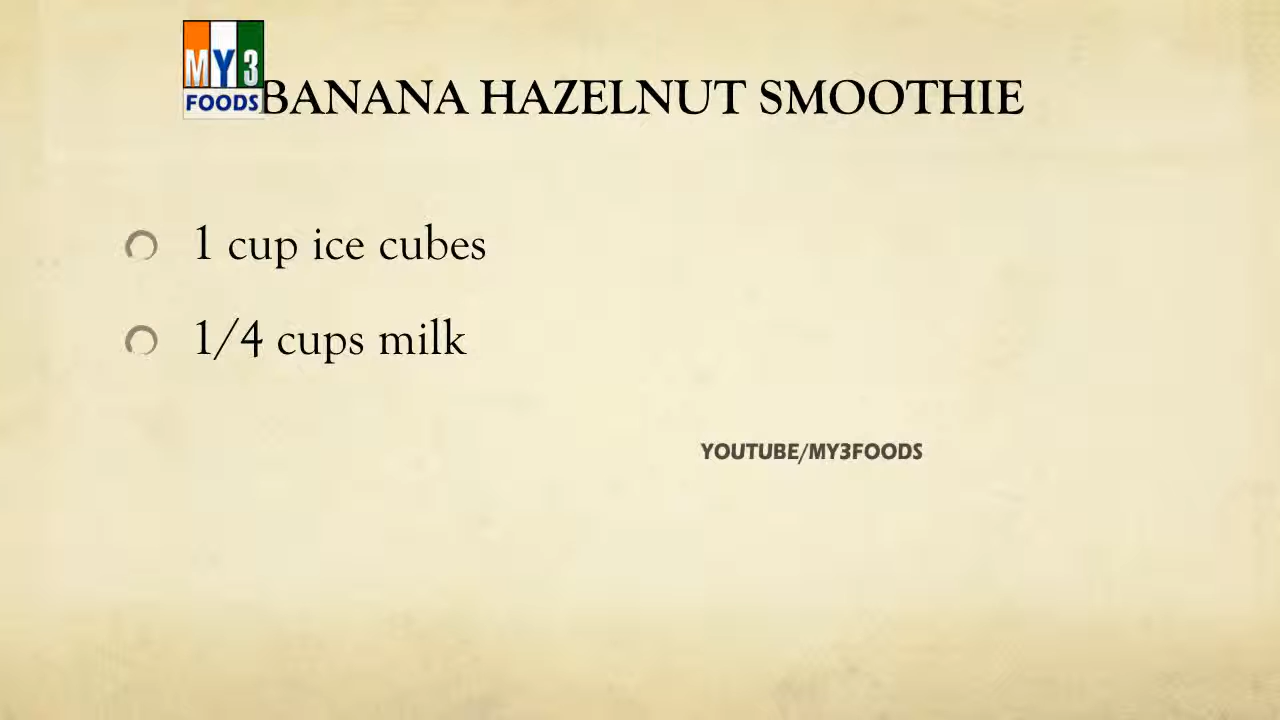 MY3
FOODS
BANANA HAZELNUT SMOOTHIE
1 cup ice cubes
1/4 cups milk
YOUTUBE/MY3FOODS